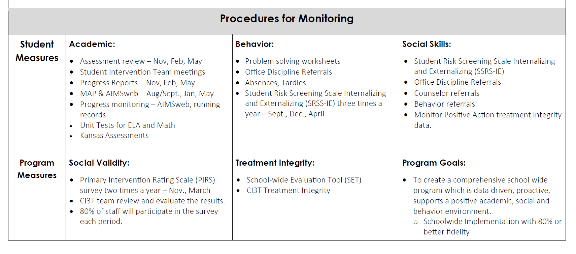 Procedures for Monitoring
Student
Measures
Academic:
• Assessment review – Nov, Feb, May
• Student Intervention Team meetings
• Progress Reports - Nov, Feb, May
• MAP & AIMSweb – Aug/Sept, Jan, May
• Progress monitoring – AIMSweb, running
records
• Unit Tests for ELA and Math
• Kansas Assessments
Behavior:
• Problem solving worksheets
• Office Discipline Referrals
• Absences, Tardies
• Student Risk Screening Scale Internalizing
and Externalizing (SRSS-IE) three times a
year – Sept., Dec., April
Social Skills:
• Student Risk Screening Scale Internalizing
and Externalizing (SSRS-IE)
• Office Discipline Referrals
• Counselor referrals
• Behavior referrals
• Monitor Positive Action treatment integrity
data.
Program
Measures
Social Validity:
• Primary Intervention Rating Scale (PIRS)
survey two times a year – Nov., March
• CI3T team review and evaluate the results
• 80% of staff will participate in the survey
each period.
Treatment Integrity:
• School-wide Evaluation Tool (SET)
• CI3T Treatment Integrity
Program Goals:
• To create a comprehensive school wide
program which is data driven, proactive,
supports a positive academic, social and
behavior environment.
o Schoolwide Implementation with 80% or
better fidelity